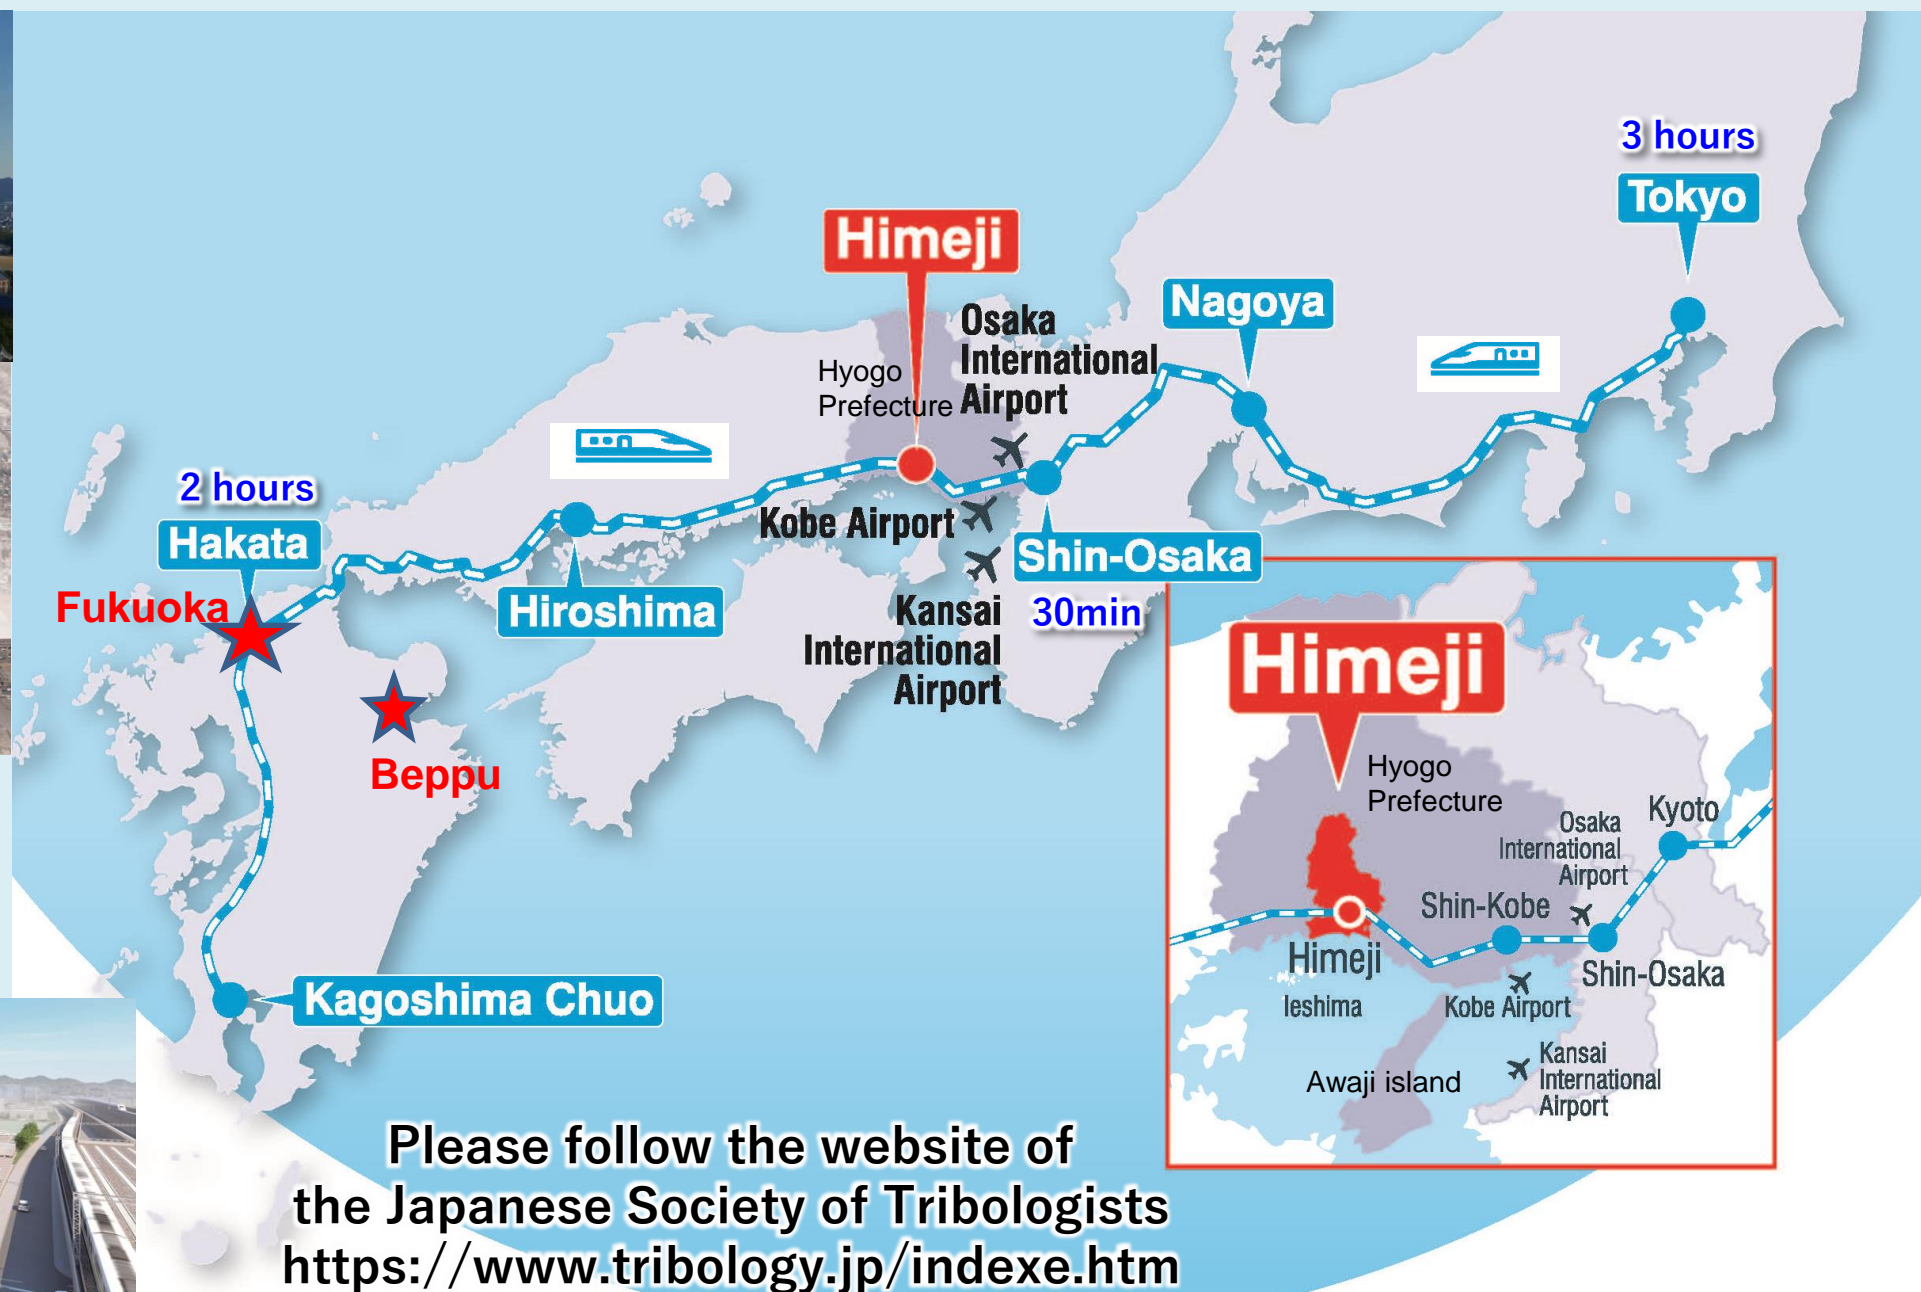 3 hours
Tokyo
Himeji
Nagoya
Osaka
International
Airport
Hyogo
Prefecture
2 hours
Hakata
Kobe Airport
Shin-Osaka
30min
Fukuoka
Hiroshima
Kansai
International
Airport
Beppu
Kagoshima Chuo
Himeji
Hyogo
Prefecture
Osaka
International
Airport
Kyoto
Shin-Kobe
Himeji
Shin-Osaka
Ieshima
Kobe Airport
Kansai
International
Airport
Awaji island
Please follow the website of
the Japanese Society of Tribologists
https://www.tribology.jp/indexe.htm